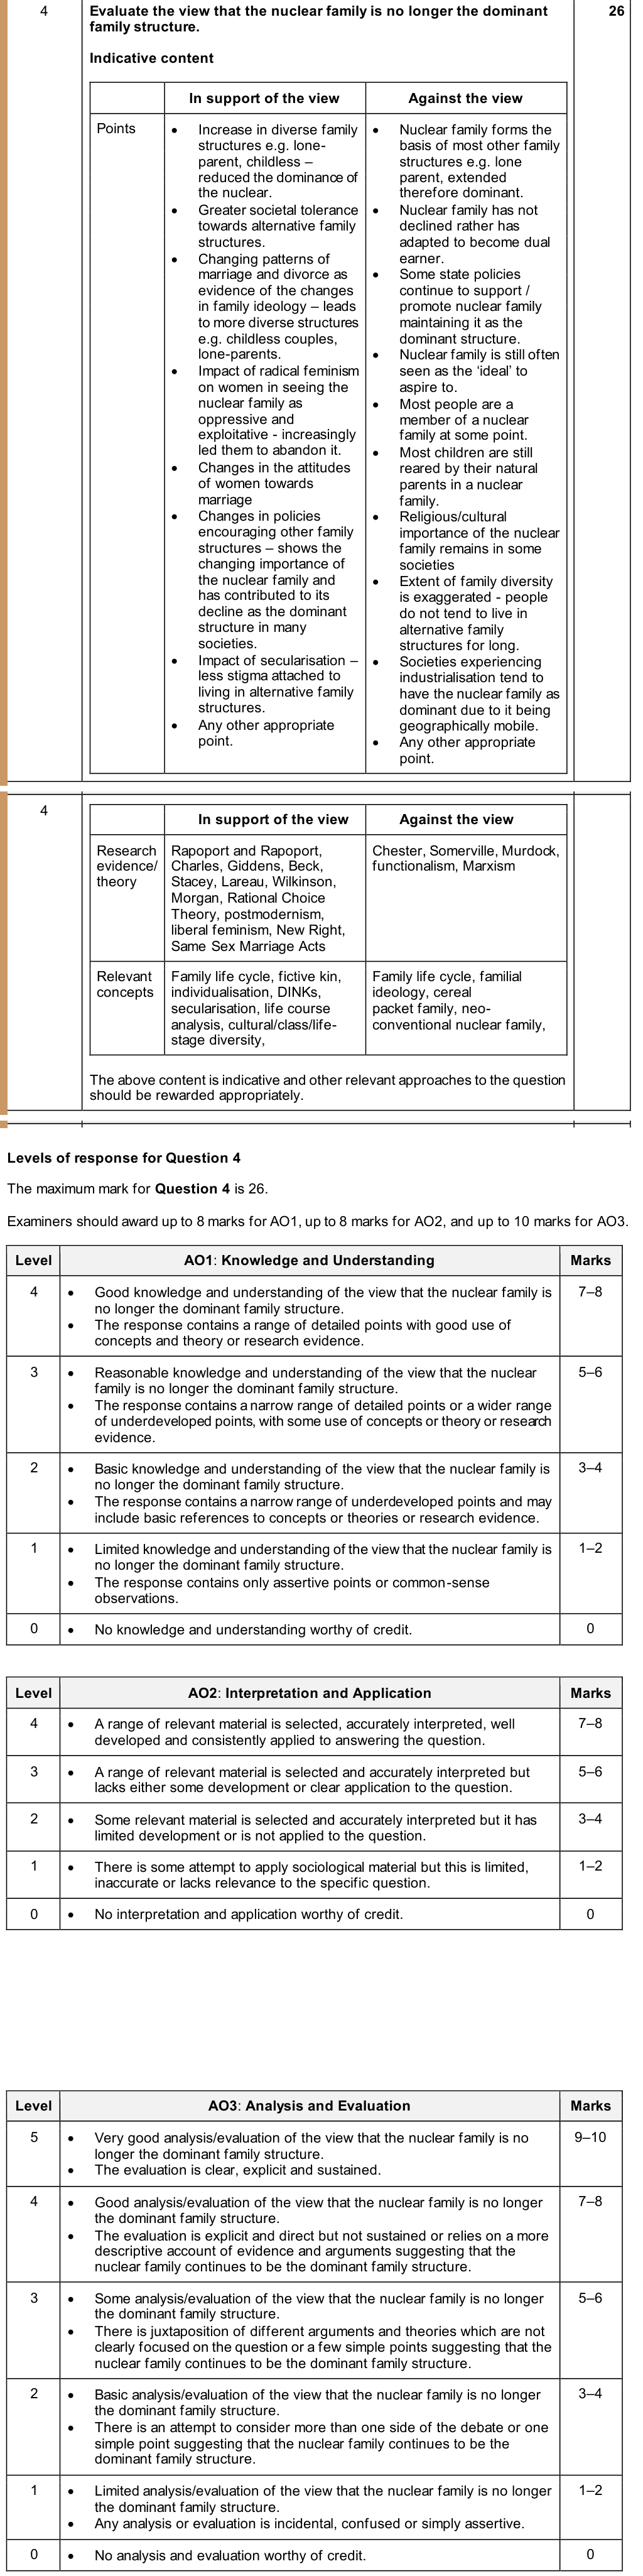 4
Evaluate the view that the nuclear family is no longer the dominant
family structure.
26
Indicative content
In support of the view
Against the view
Points
• Increase in diverse family
structures e.g. lone-
parent, childless –
reduced the dominance of
the nuclear.
• Greater societal tolerance
towards alternative family
structures.
• Changing patterns of
marriage and divorce as
evidence of the changes
in family ideology – leads
to more diverse structures
e.g. childless couples,
lone-parents.
• Impact of radical feminism
on women in seeing the
nuclear family as
oppressive and
exploitative - increasingly
led them to abandon it.
• Changes in the attitudes
of women towards
marriage
• Changes in policies
encouraging other family
structures – shows the
changing importance of
the nuclear family and
has contributed to its
decline as the dominant
structure in many
societies.
• Impact of secularisation –
less stigma attached to
living in alternative family
structures.
• Any other appropriate
point.
• Nuclear family forms the
basis of most other family
structures e.g. lone
parent, extended
therefore dominant.
• Nuclear family has not
declined rather has
adapted to become dual
earner.
• Some state policies
continue to support /
promote nuclear family
maintaining it as the
dominant structure.
• Nuclear family is still often
seen as the ‘ideal’ to
aspire to.
• Most people are a
member of a nuclear
family at some point.
• Most children are still
reared by their natural
parents in a nuclear
family.
• Religious/cultural
importance of the nuclear
family remains in some
societies
• Extent of family diversity
is exaggerated - people
do not tend to live in
alternative family
structures for long.
• Societies experiencing
industrialisation tend to
have the nuclear family as
dominant due to it being
geographically mobile.
• Any other appropriate
point.
4
In support of the view
Against the view
Research
evidence/
theory
Rapoport and Rapoport,
Charles, Giddens, Beck,
Stacey, Lareau, Wilkinson,
Morgan, Rational Choice
Theory, postmodernism,
liberal feminism, New Right,
Same Sex Marriage Acts
Chester, Somerville, Murdock,
functionalism, Marxism
Relevant
concepts
Family life cycle, fictive kin,
individualisation, DINKs,
secularisation, life course
analysis, cultural/class/life-
stage diversity,
Family life cycle, familial
ideology, cereal
packet family, neo-
conventional nuclear family,
The above content is indicative and other relevant approaches to the question
should be rewarded appropriately.
Levels of response for Question 4
The maximum mark for Question 4 is 26.
Examiners should award up to 8 marks for AO1, up to 8 marks for AO2, and up to 10 marks for AO3.
Level
AO1: Knowledge and Understanding
Marks
4
• Good knowledge and understanding of the view that the nuclear family is
no longer the dominant family structure.
• The response contains a range of detailed points with good use of
concepts and theory or research evidence.
7–8
3
• Reasonable knowledge and understanding of the view that the nuclear
family is no longer the dominant family structure.
• The response contains a narrow range of detailed points or a wider range
of underdeveloped points, with some use of concepts or theory or research
evidence.
5–6
2
• Basic knowledge and understanding of the view that the nuclear family is
no longer the dominant family structure.
• The response contains a narrow range of underdeveloped points and may
include basic references to concepts or theories or research evidence.
3–4
1
• Limited knowledge and understanding of the view that the nuclear family is
no longer the dominant family structure.
• The response contains only assertive points or common-sense
observations.
1–2
0
• No knowledge and understanding worthy of credit.
0
Level
AO2: Interpretation and Application
Marks
4
• A range of relevant material is selected, accurately interpreted, well
developed and consistently applied to answering the question.
7–8
3
• A range of relevant material is selected and accurately interpreted but
lacks either some development or clear application to the question.
5–6
2
• Some relevant material is selected and accurately interpreted but it has
limited development or is not applied to the question.
3–4
1
• There is some attempt to apply sociological material but this is limited,
inaccurate or lacks relevance to the specific question.
1–2
0
• No interpretation and application worthy of credit.
0
Level
AO3: Analysis and Evaluation
Marks
5
• Very good analysis/evaluation of the view that the nuclear family is no
longer the dominant family structure.
• The evaluation is clear, explicit and sustained.
9–10
4
• Good analysis/evaluation of the view that the nuclear family is no longer
the dominant family structure.
• The evaluation is explicit and direct but not sustained or relies on a more
descriptive account of evidence and arguments suggesting that the
nuclear family continues to be the dominant family structure.
7–8
3
• Some analysis/evaluation of the view that the nuclear family is no longer
the dominant family structure.
• There is juxtaposition of different arguments and theories which are not
clearly focused on the question or a few simple points suggesting that the
nuclear family continues to be the dominant family structure.
5–6
2
• Basic analysis/evaluation of the view that the nuclear family is no longer
the dominant family structure.
• There is an attempt to consider more than one side of the debate or one
simple point suggesting that the nuclear family continues to be the
dominant family structure.
3–4
1
• Limited analysis/evaluation of the view that the nuclear family is no longer
the dominant family structure.
• Any analysis or evaluation is incidental, confused or simply assertive.
1–2
0
• No analysis and evaluation worthy of credit.
0